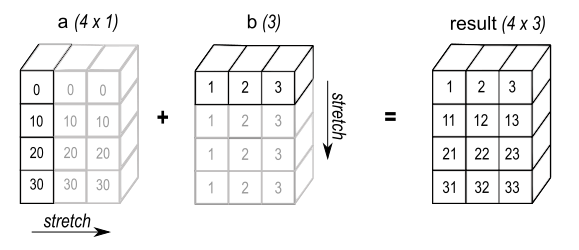 a (4 x 1)
b (3)
result (4 x 3)
0 0 0
10 10 10
20 20 20
30 30 30
stretch
+
1 2 3
1 2 3
1 2 3
1 2 3
stretch
=
1 2 3
11 12 13
21 22 23
31 32 33